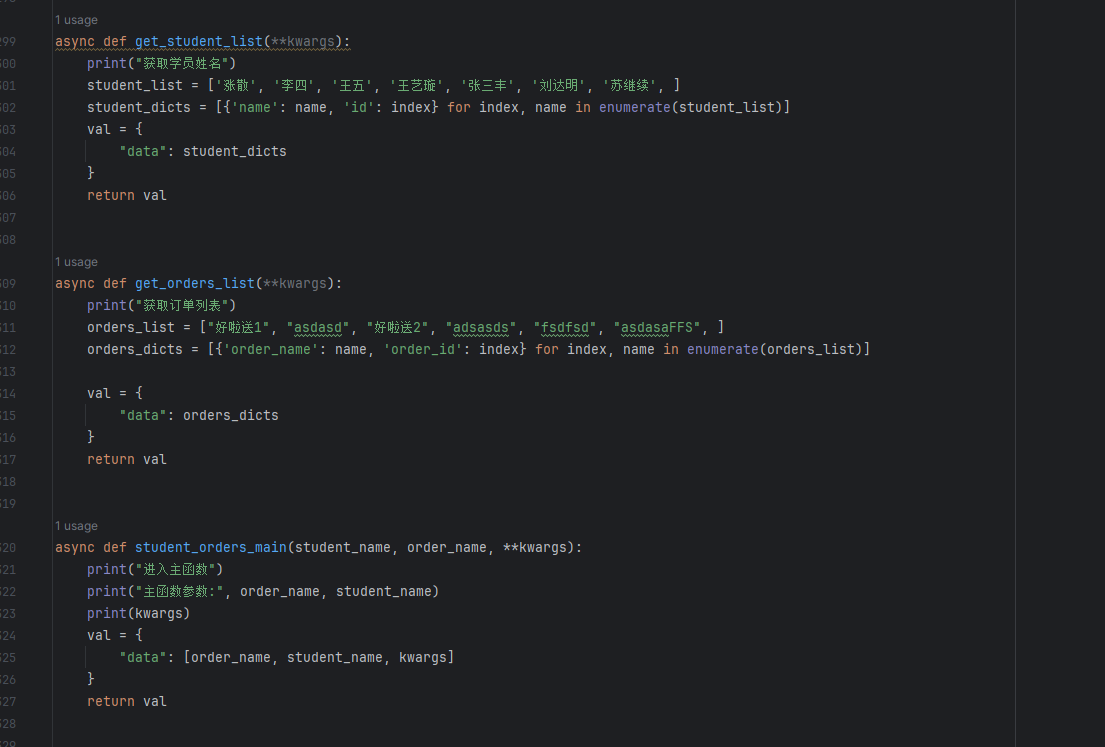 1 usage
299 async def get_student_list(**kwargs):
300 print("获取学员姓名")
301 student_list = ['涨散', '李四', '王五', '王艺璇', '张三丰', '刘达明', '苏继续', ]
302 student_dicts = [{'name': name, 'id': index} for index, name in enumerate(student_list)]
303 val = {
304 "data": student_dicts
305 }
306 return val
307
308
1 usage
309 async def get_orders_list(**kwargs):
310 print("获取订单列表")
311 orders_list = ["好啦送1", "asdasd", "好啦送2", "adsasds", "fsdfsd", "asdasaFFS", ]
312 orders_dicts = [{'order_name': name, 'order_id': index} for index, name in enumerate(orders_list)]
313
314 val = {
315 "data": orders_dicts
316 }
317 return val
318
319
1 usage
320 async def student_orders_main(student_name, order_name, **kwargs):
321 print("进入主函数")
322 print("主函数参数:", order_name, student_name)
323 print(kwargs)
324 val = {
325 "data": [order_name, student_name, kwargs]
326 }
327 return val
328